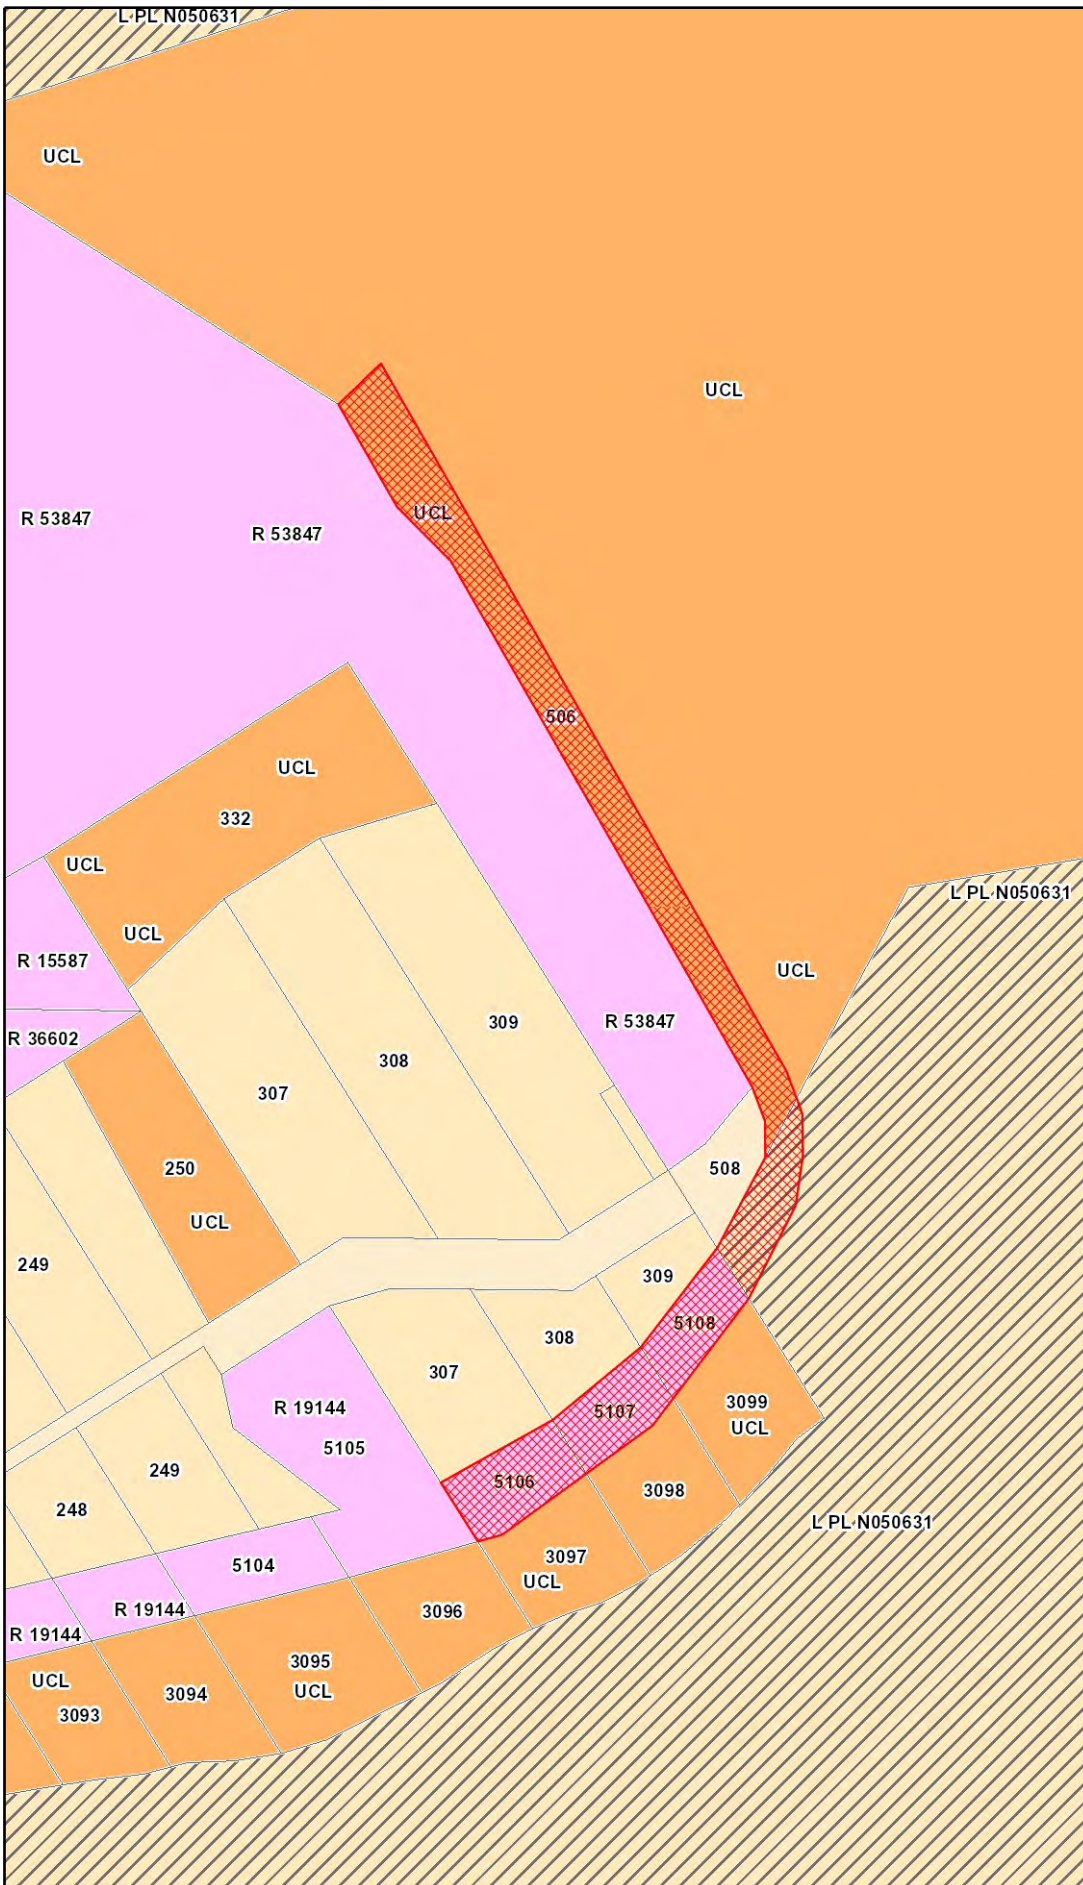 L PL N050631
UCL
UCL
UCL
R 53847
R 53847
506
UCL
332
UCL
L PL N050631
UCL
R 15587
UCL
309
R 53847
R 36602
308
307
250
508
UCL
249
309
5108
308
307
3099
R 19144
5107
UCL
5105
249
5106
3098
248
L PL N050631
3097
5104
UCL
R 19144
3096
R 19144
3095
UCL
UCL
3094
3093